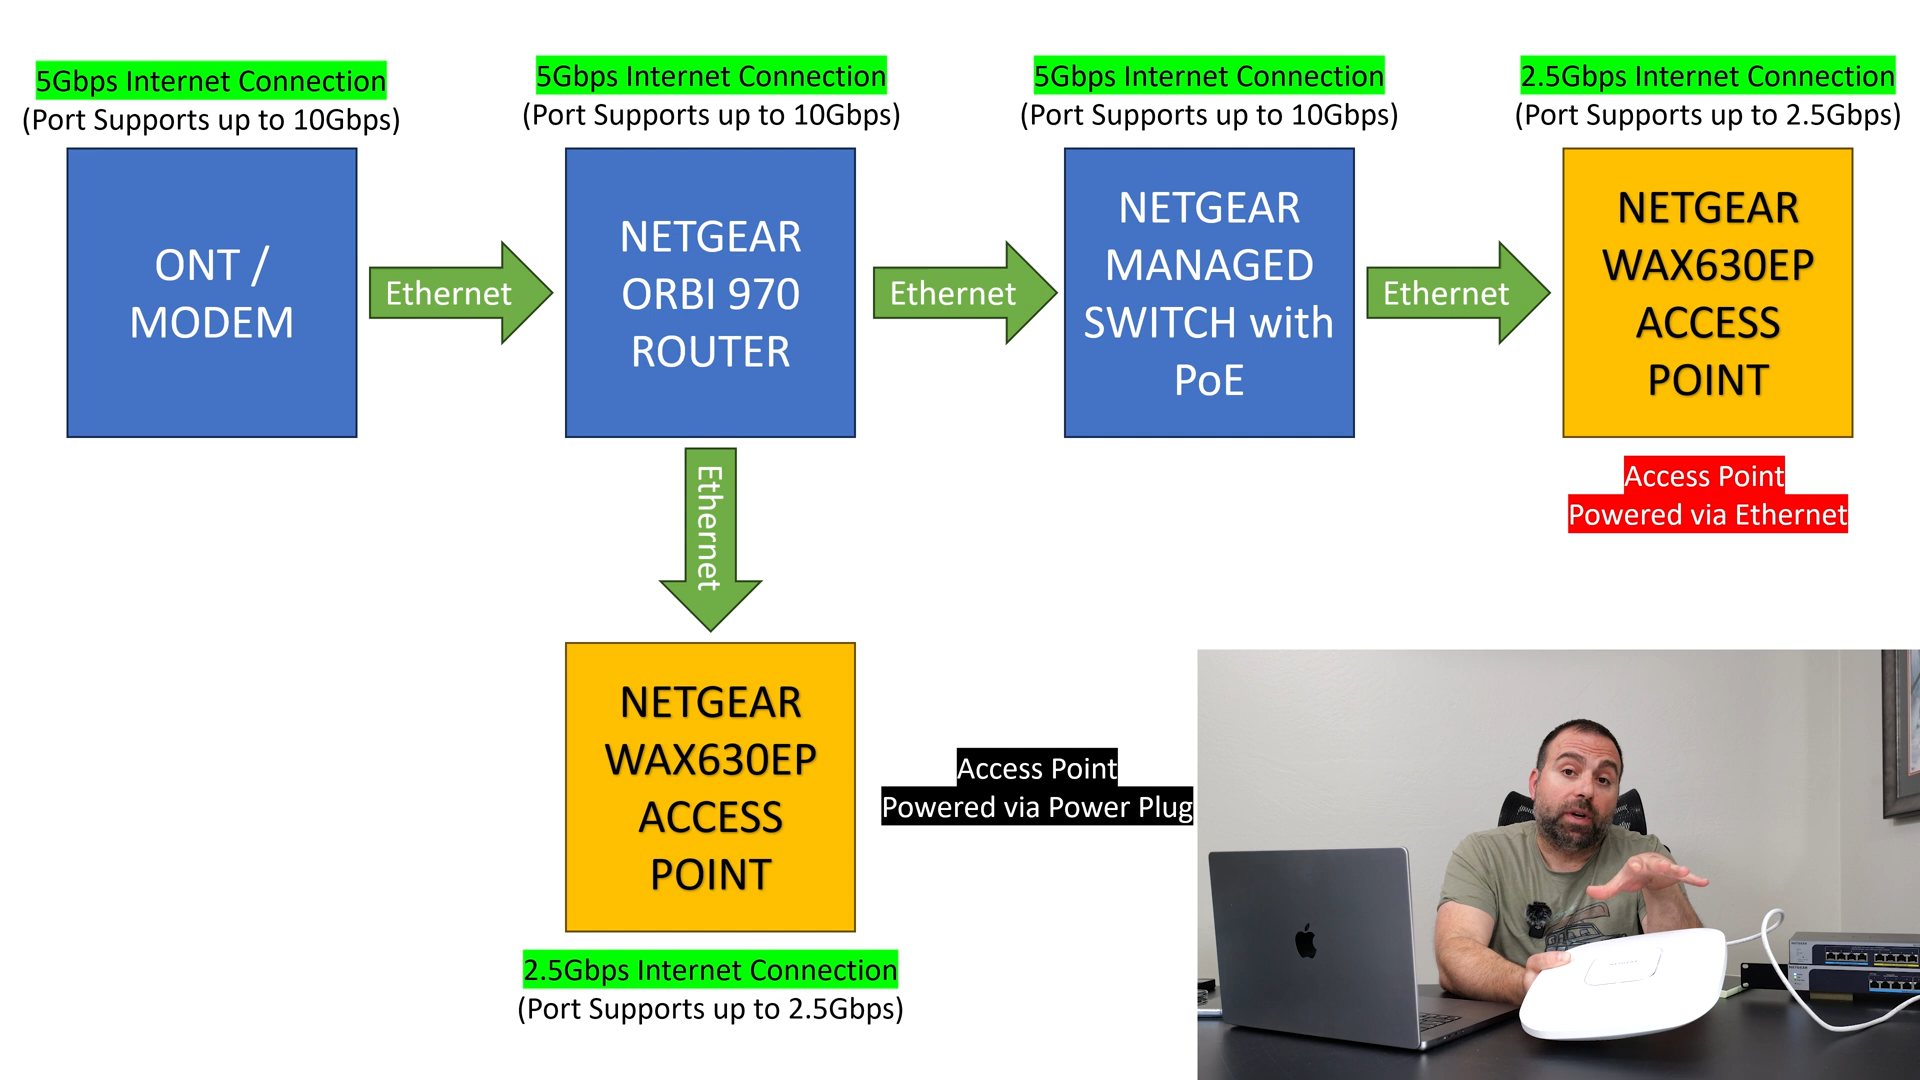 5Gbps Internet Connection
(Port Supports up to 10Gbps)
5Gbps Internet Connection
(Port Supports up to 10Gbps)
5Gbps Internet Connection
(Port Supports up to 10Gbps)
2.5Gbps Internet Connection
(Port Supports up to 2.5Gbps)
ONT /
MODEM
Ethernet
NETGEAR
ORBI 970
ROUTER
Ethernet
NETGEAR
MANAGED
SWITCH with
PoE
Ethernet
NETGEAR
WAX630EP
ACCESS
POINT
Access Point
Powered via Ethernet
Ethernet
NETGEAR
WAX630EP
ACCESS
POINT
Access Point
Powered via Power Plug
2.5Gbps Internet Connection
(Port Supports up to 2.5Gbps)
NETGEAR
NETGEAR